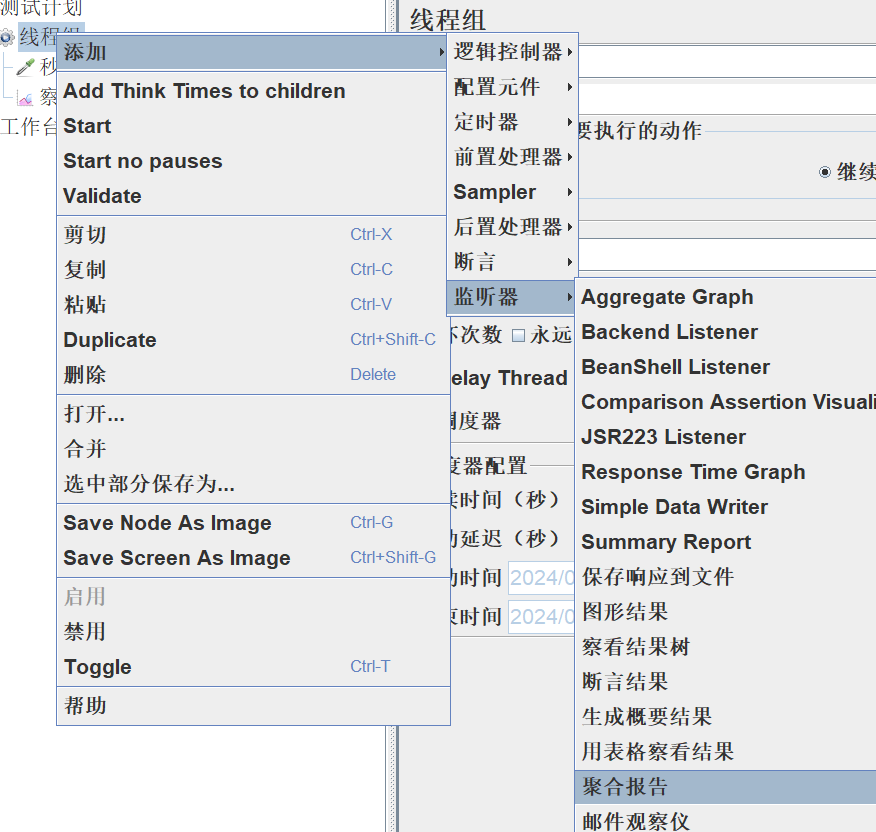 测试计划
线程组
线程组
秒
察
工作台
添加
Add Think Times to children
Start
Start no pauses
Validate
剪切 Ctrl-X
复制 Ctrl-C
粘贴 Ctrl-V
Duplicate Ctrl+Shift-C
删除 Delete
打开...
合并
选中部分保存为...
Save Node As Image Ctrl-G
Save Screen As Image Ctrl+Shift-G
启用
禁用
Toggle Ctrl-T
帮助
逻辑控制器
配置元件
定时器
前置处理器
Sampler
后置处理器
断言
监听器
要执行的动作
继续
次数 永远
elay Thread
度器
度器配置
时间（秒）
延迟（秒）
时间 2024/0
时间 2024/0
Aggregate Graph
Backend Listener
BeanShell Listener
Comparison Assertion Visuali
JSR223 Listener
Response Time Graph
Simple Data Writer
Summary Report
保存响应到文件
图形结果
察看结果树
断言结果
生成概要结果
用表格察看结果
聚合报告
邮件观察仪